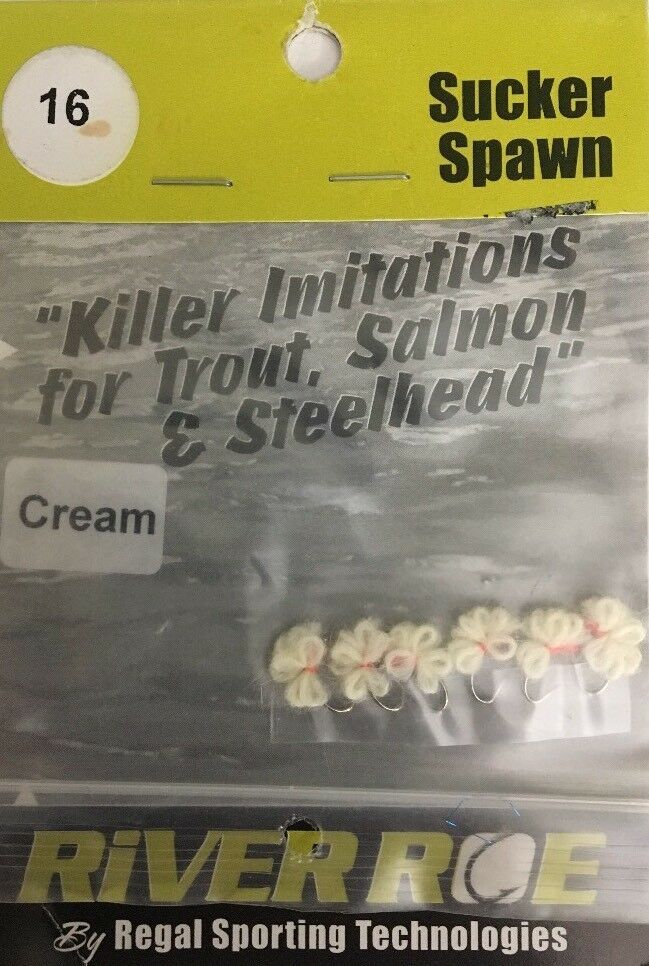 16
Sucker
Spawn
"Killer Imitations
for Trout, Salmon
& Steelhead"
Cream
RiVER ROE
By Regal Sporting Technologies